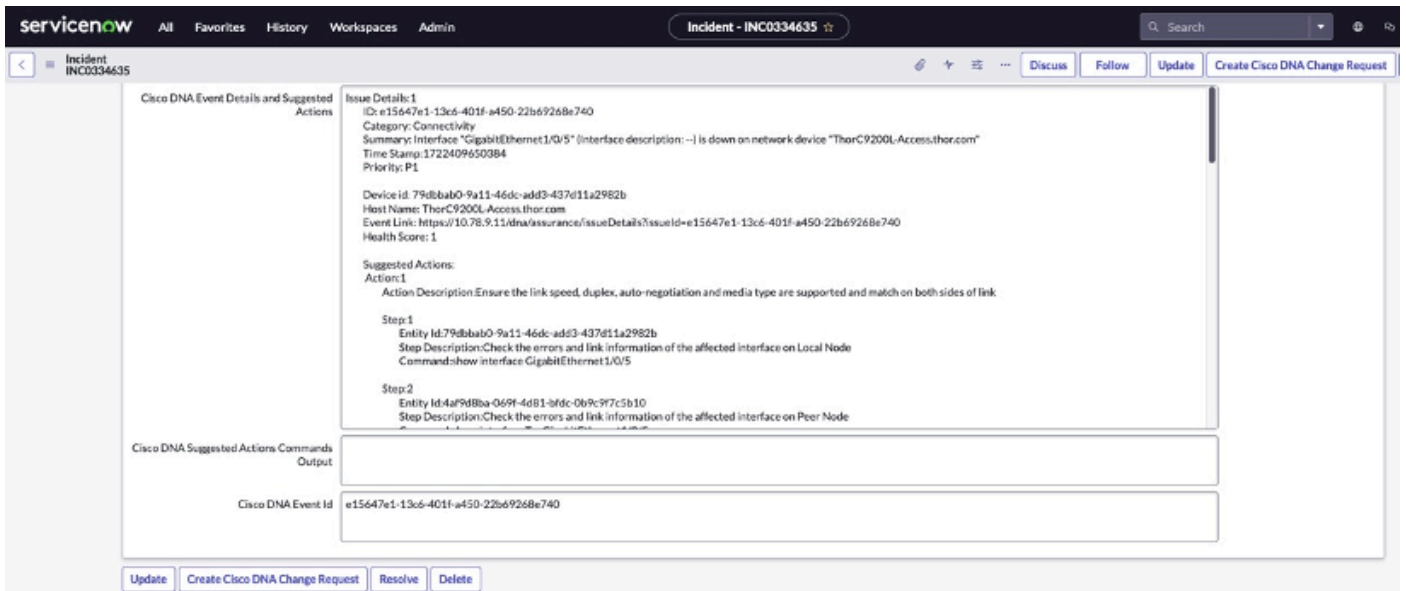 servicenow All Favorites History Workspaces Admin Incident - INC0334635 Search
Incident
INC0334635
Discuss Follow Update Create Cisco DNA Change Request
Cisco DNA Event Details and Suggested
Actions
Issue Details:1
ID: e15647e1-13c6-401f-a450-22b69268e740
Category: Connectivity
Summary: Interface "GigabitEthernet1/0/5" (Interface description: --) is down on network device "ThorC9200L-Access.thor.com"
Time Stamp:1722409650384
Priority: P1
Device id: 79dbbab0-9a11-46dc-add3-437d11a2982b
Host Name: ThorC9200L-Access.thor.com
Event Link: https://10.78.9.11/dna/assurance/issueDetails?issueId=e15647e1-13c6-401f-a450-22b69268e740
Health Score: 1
Suggested Actions:
Action:1
Action Description:Ensure the link speed, duplex, auto-negotiation and media type are supported and match on both sides of link
Step:1
Entity Id:79dbbab0-9a11-46dc-add3-437d11a2982b
Step Description:Check the errors and link information of the affected interface on Local Node
Command:show interface GigabitEthernet1/0/5
Step:2
Entity Id:4af9d8ba-069f-4d81-bfdc-0b9c9f7c5b10
Step Description:Check the errors and link information of the affected interface on Peer Node
Cisco DNA Suggested Actions Commands
Output
Cisco DNA Event Id
e15647e1-13c6-401f-a450-22b69268e740
Update Create Cisco DNA Change Request Resolve Delete